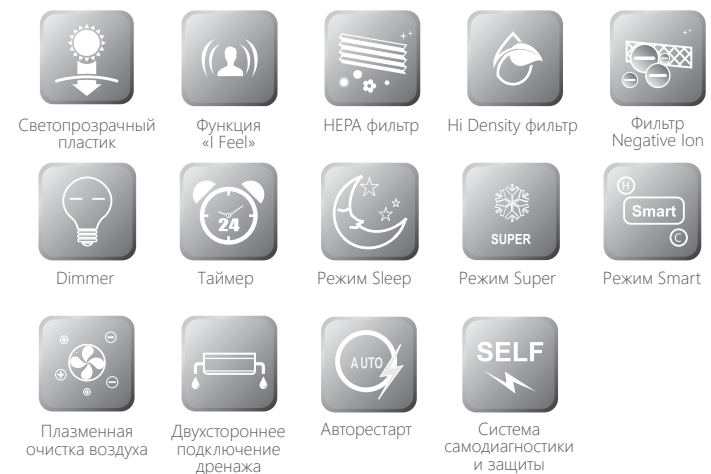 Светопрозрачный
пластик
Функция
«I Feel»
HEPA фильтр
Hi Density фильтр
Фильтр
Negative Ion
24
SUPER
H
Smart
C
Dimmer
Таймер
Режим Sleep
Режим Super
Режим Smart
AUTO
SELF
Плазменная
очистка воздуха
Двухстороннее
подключение
дренажа
Авторестарт
Система
самодиагностики
и защиты